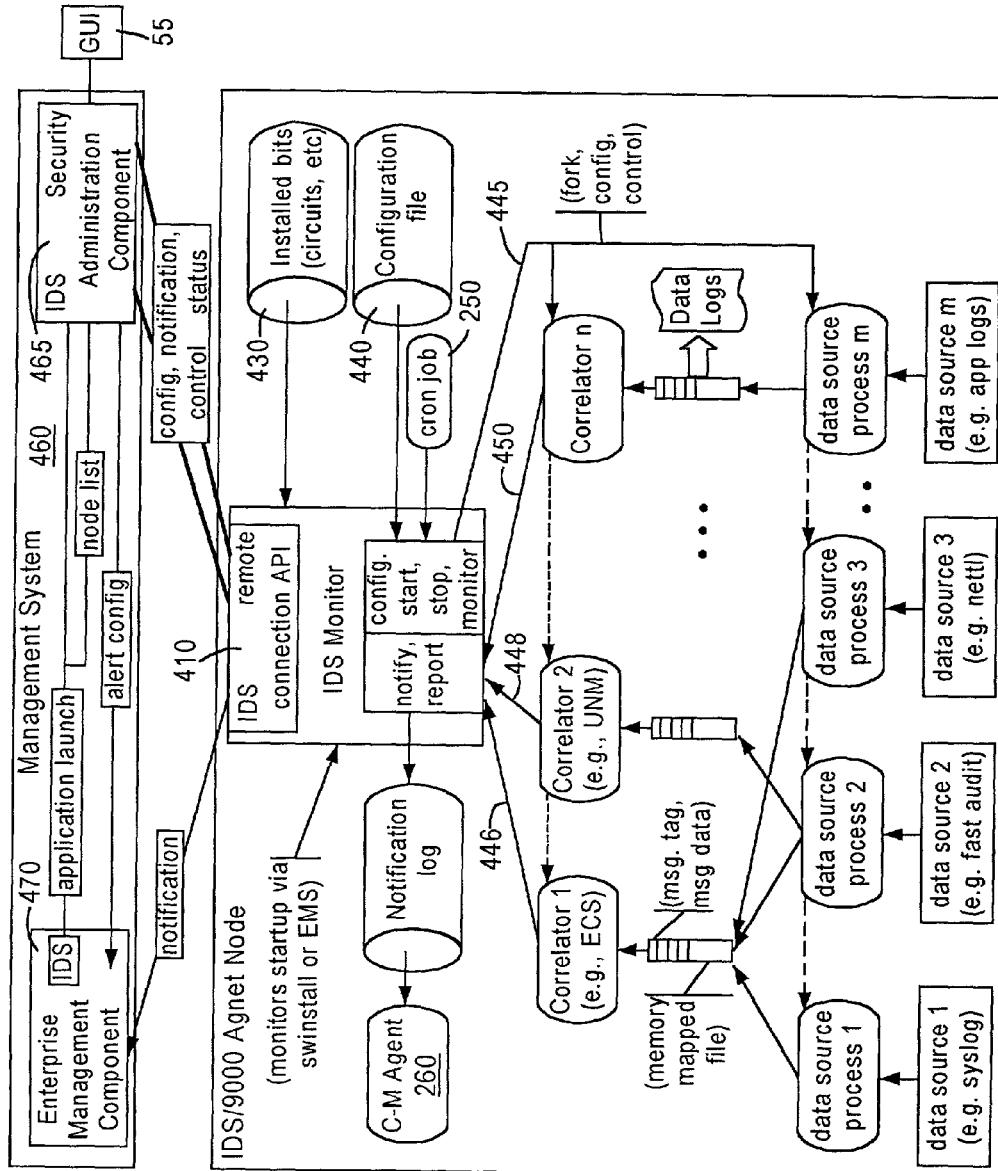 Management System
460
470
IDS
Enterprise
Management
Component
application launch
node list
alert config
465
IDS Security
Administration
Component
GUI
55
notification
config, notification,
control status
IDS/9000 Agnet Node
410
IDS remote
connection API
IDS Monitor
notify,
report
config.
start,
stop,
monitor
(monitors startup via
swinstall or EMS)
430
Installed bits
(circuits, etc)
440
Configuration
file
250
cron job
Notification
log
C-M Agent
260
446
448
450
445
(fork,
config,
control)
Correlator 1
(e.g., ECS)
Correlator 2
(e.g., UNM)
Correlator n
(memory
mapped
file)
(msg. tag,
msg data)
Data
Logs
data source
process 1
data source
process 2
data source
process 3
data source
process m
data source 1
(e.g. syslog)
data source 2
(e.g. fast audit)
data source 3
(e.g. nettl)
data source m
(e.g. app logs)